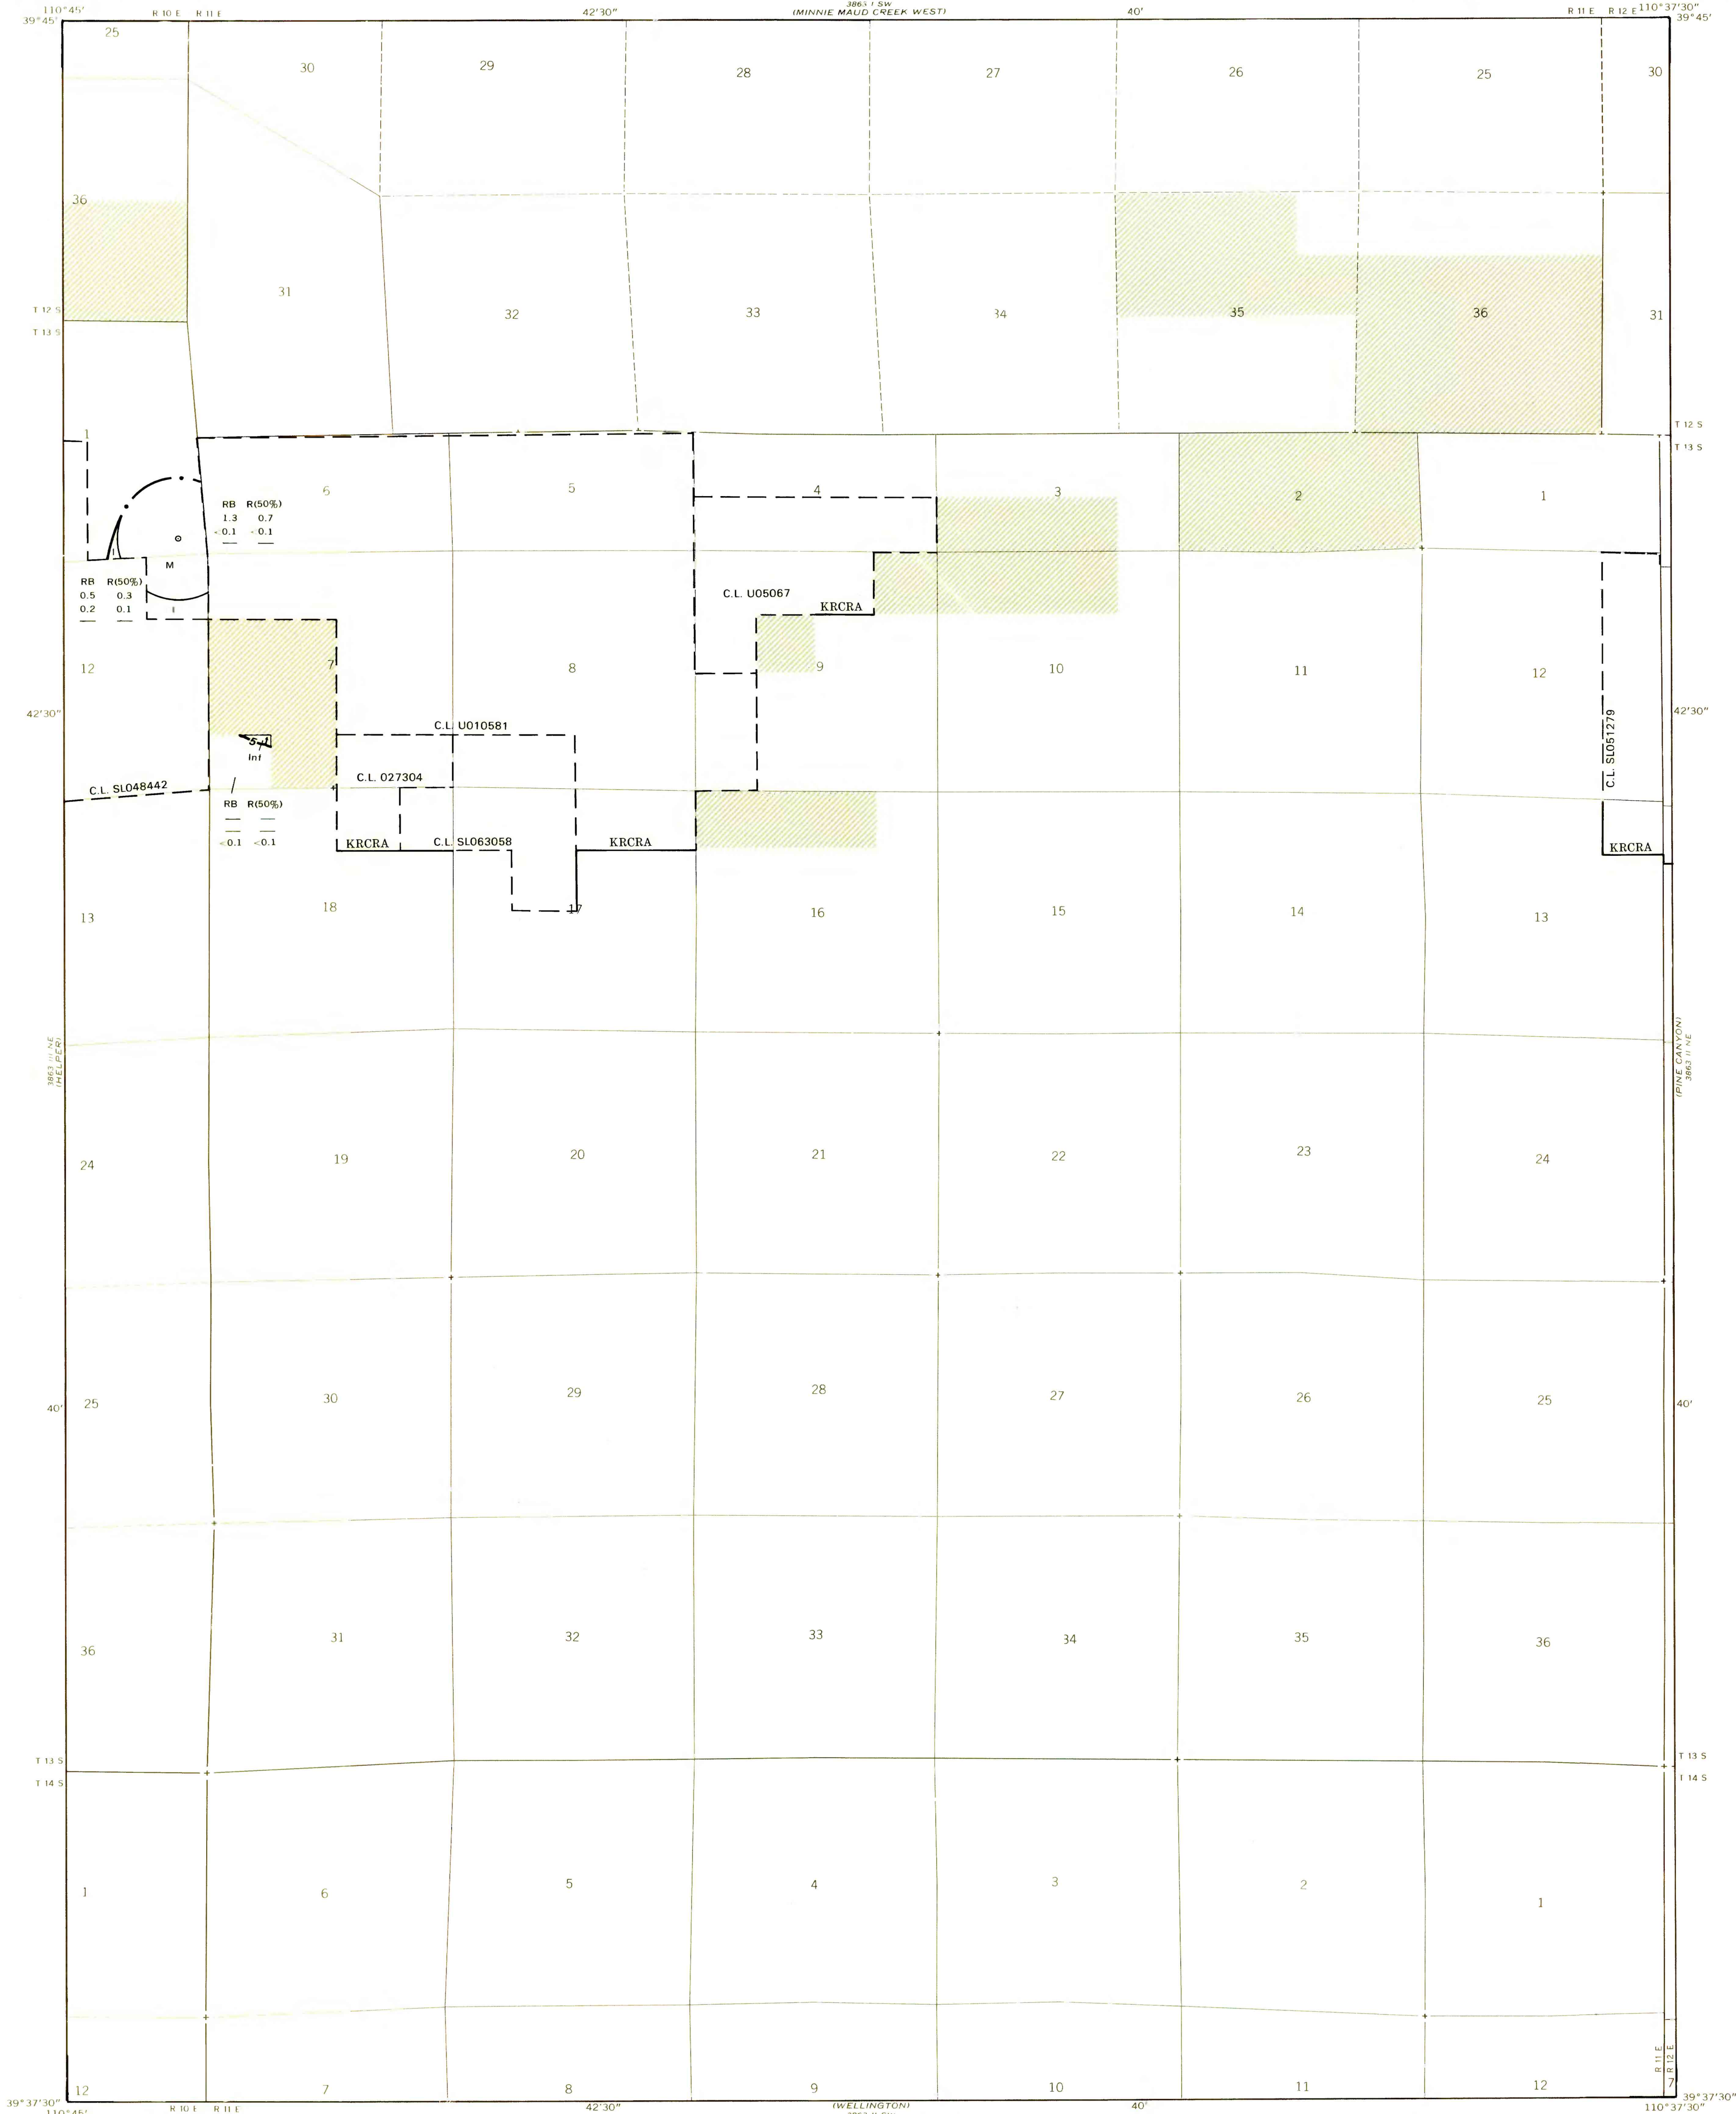 3863 I SW
110°45' R 10 E R 11 E 42'30" (MINNIE MAUD CREEK WEST) 40' R 11 E R 12 E 110°37'30"
39°45' 39°45'
25 30 29 28 27 26 25 30
36
31 32 33 34 35 36 31
T 12 S
T 13 S
T 12 S
T 13 S
1 6 5 4 3 2 1
RB R(50%)
1.3 0.7
<0.1 <0.1
— —
M
I
RB R(50%)
0.5 0.3
0.2 0.1
— —
I
C.L. U05067
KRCRA
12 7 8 9 10 11 12
42'30" 42'30"
C.L. U010581
5
Inf
C.L. 027304
C.L. SL048442
C.L. SL051279
RB R(50%)
— —
— —
<0.1 <0.1
KRCRA C.L. SL063058 KRCRA KRCRA
13 18 17 16 15 14 13
3863 III NE
(HELPER)
(PINE CANYON)
3863 II NE
24 19 20 21 22 23 24
40' 25 30 29 28 27 26 25 40'
36 31 32 33 34 35 36
T 13 S
T 14 S
T 13 S
T 14 S
1 6 5 4 3 2 1
R 11 E
R 12 E
12 7 8 9 10 11 12 7
39°37'30" 39°37'30"
110°45' R 10 E R 11 E 42'30" (WELLINGTON) 40' 110°37'30"